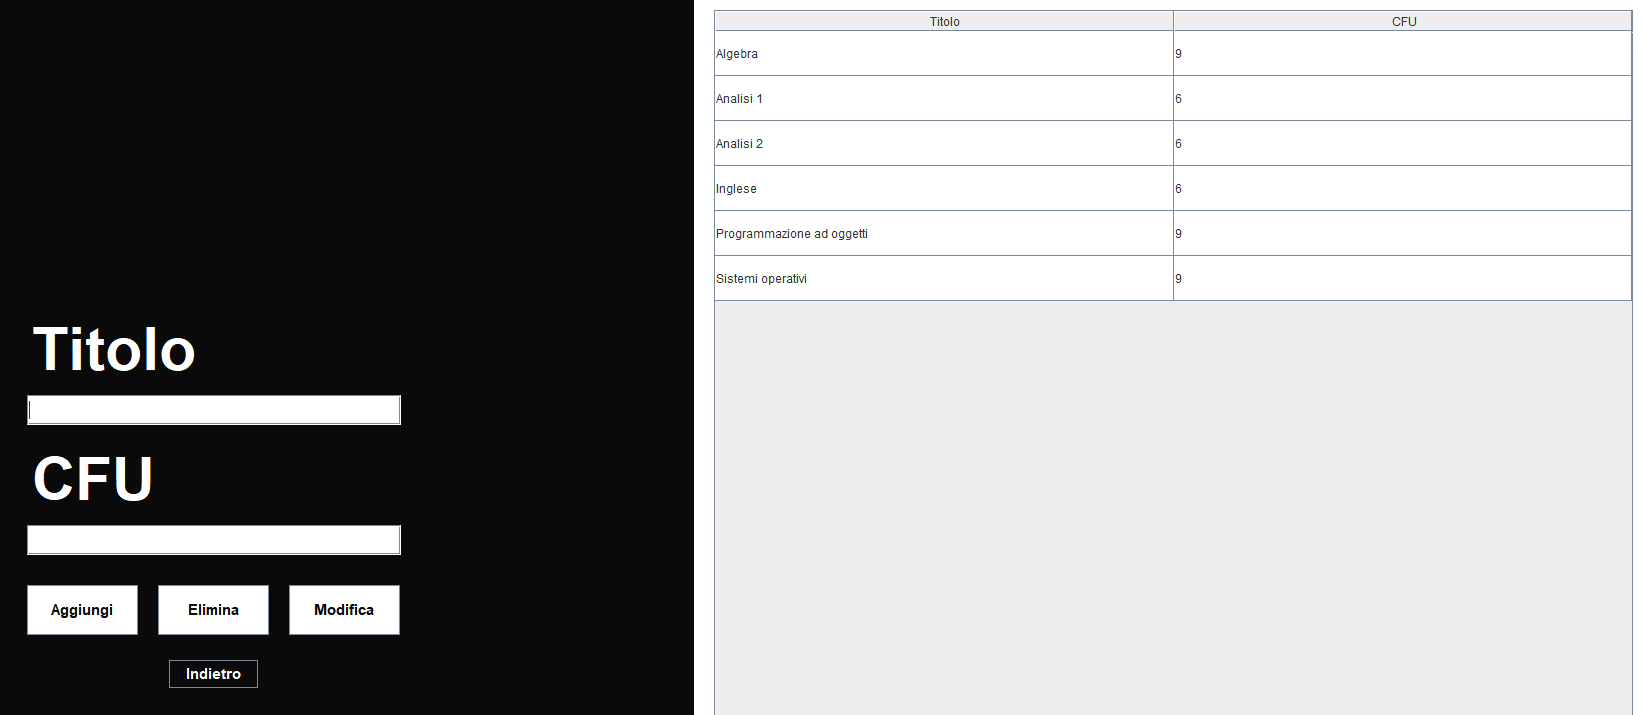 Titolo
CFU
Aggiungi Elimina Modifica
Indietro
Titolo CFU
Algebra 9
Analisi 1 6
Analisi 2 6
Inglese 6
Programmazione ad oggetti 9
Sistemi operativi 9